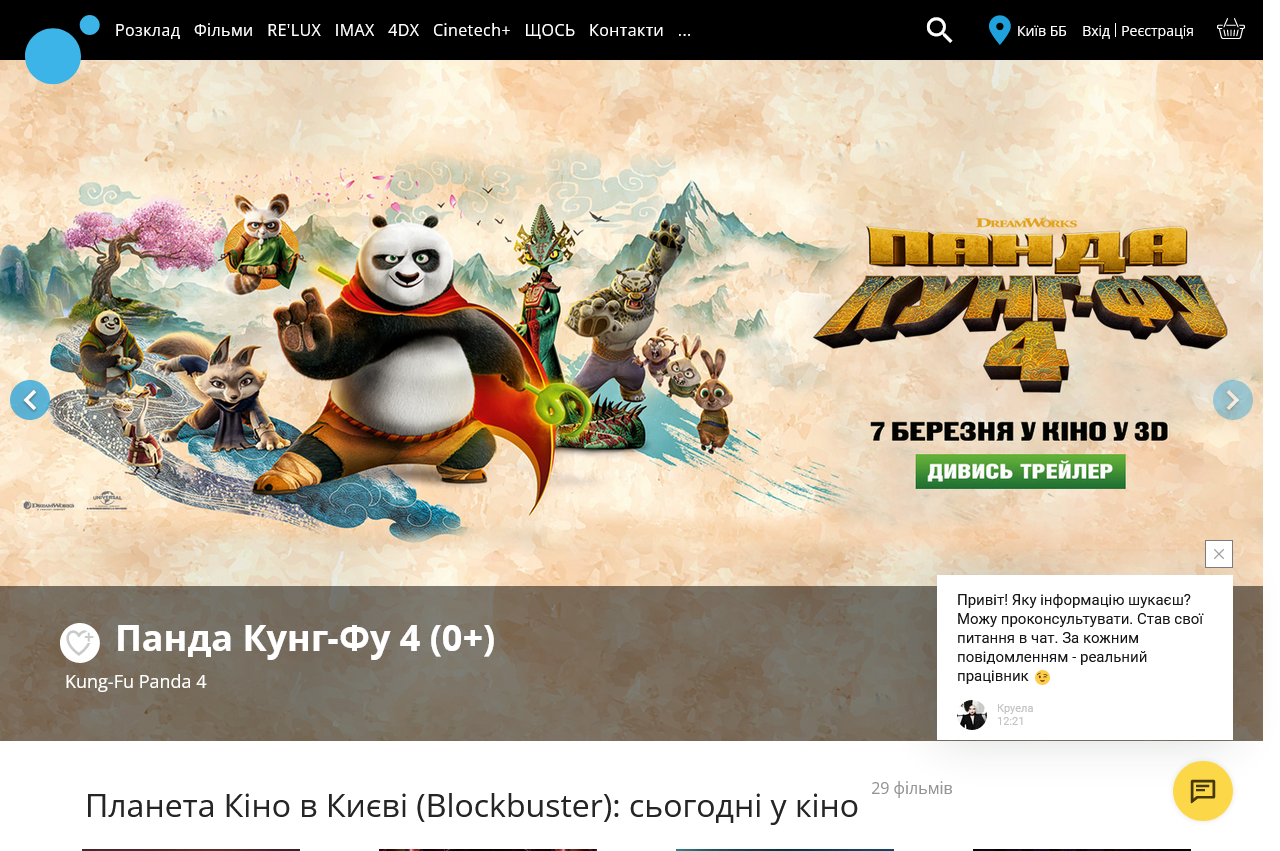 Розклад Фільми RE'LUX IMAX 4DX Cinetech+ ЩОСЬ Контакти ...
Київ ББ Вхід | Реєстрація
DREAMWORKS
ПАНДА
КУНГ-ФУ
4
7 БЕРЕЗНЯ У КІНО У 3D
ДИВИСЬ ТРЕЙЛЕР
DREAMWORKS
UNIVERSAL
Панда Кунг-Фу 4 (0+)
Kung-Fu Panda 4
Привіт! Яку інформацію шукаєш?
Можу проконсультувати. Став свої
питання в чат. За кожним
повідомленням - реальний
працівник 😉
Круела
12:21
Планета Кіно в Києві (Blockbuster): сьогодні у кіно
29 фільмів